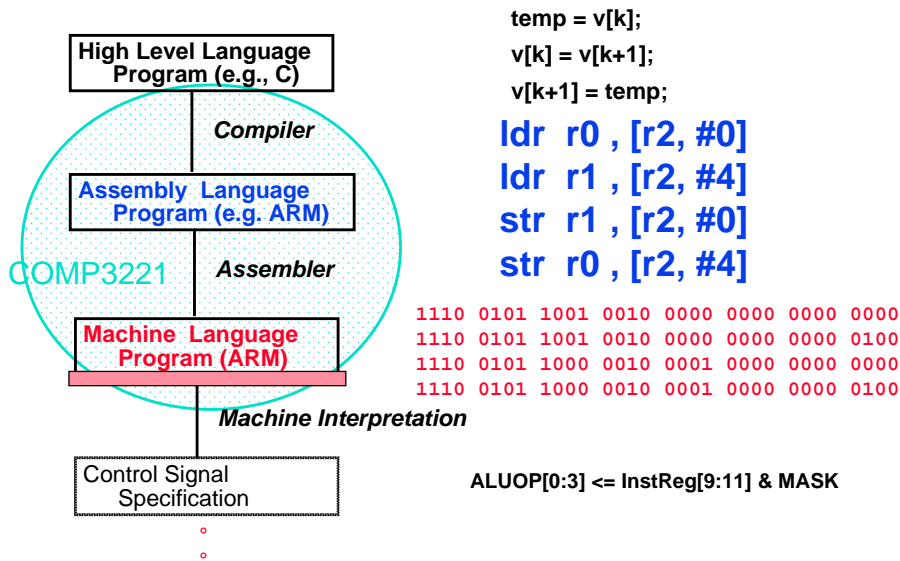 High Level Language
Program (e.g., C)
Compiler
Assembly Language
Program (e.g. ARM)
COMP3221
Assembler
Machine Language
Program (ARM)
Machine Interpretation
Control Signal
Specification
temp = v[k];
v[k] = v[k+1];
v[k+1] = temp;
ldr r0 , [r2, #0]
ldr r1 , [r2, #4]
str r1 , [r2, #0]
str r0 , [r2, #4]
1110 0101 1001 0010 0000 0000 0000 0000
1110 0101 1001 0010 0000 0000 0000 0100
1110 0101 1000 0010 0001 0000 0000 0000
1110 0101 1000 0010 0001 0000 0000 0100
ALUOP[0:3] <= InstReg[9:11] & MASK